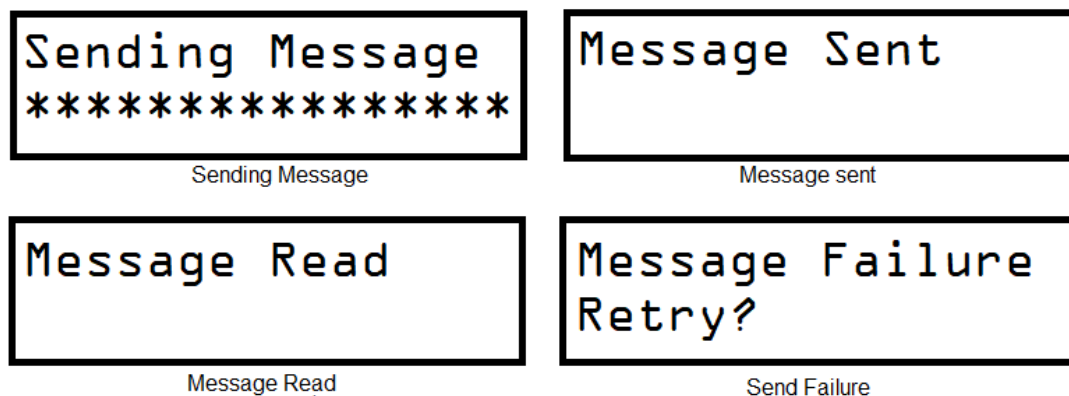 Sending Message
****************
Sending Message
Message Sent
Message sent
Message Read
Message Read
Message Failure
Retry?
Send Failure